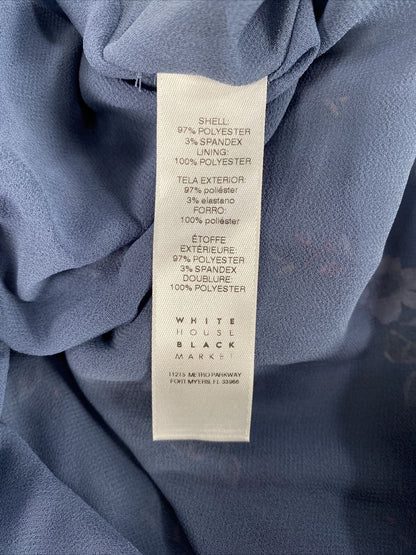 SHELL:
97% POLYESTER
3% SPANDEX
LINING:
100% POLYESTER
TELA EXTERIOR:
97% poliéster
3% elastano
FORRO:
100% poliéster
ÉTOFFE
EXTÉRIEURE:
97% POLYESTER
3% SPANDEX
DOUBLURE:
100% POLYESTER
WHITE
HOUSE
BLACK
MARKET
11215 METRO PARKWAY
FORT MYERS, FL 33966